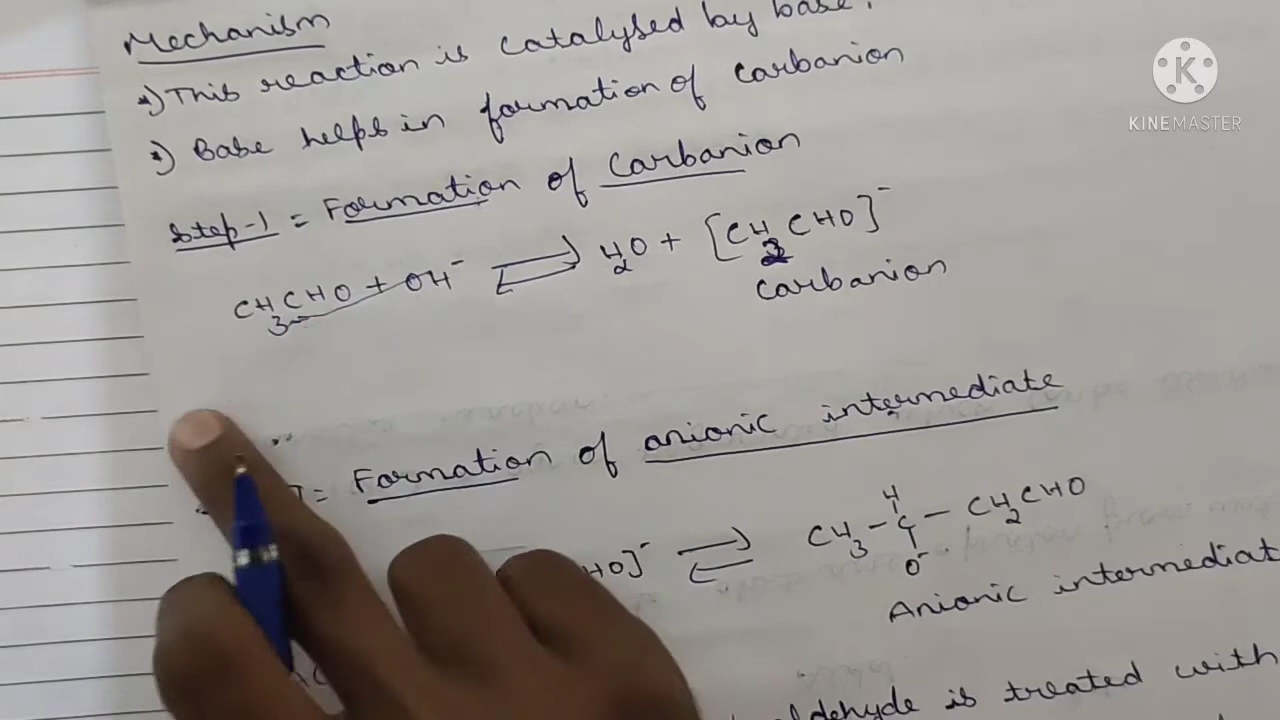 Mechanism
*) This reaction is catalysed by base.
*) Base helps in formation of carbanion
Step-1 = Formation of carbanion
CH3CHO + OH⁻ ⇌ H2O + [CH2CHO]⁻
carbanion
= Formation of anionic intermediate
HO]⁻ ⇌ CH3 - C - CH2CHO
H
O⁻
Anionic intermediat
aldehyde is treated with
K
KINEMASTER